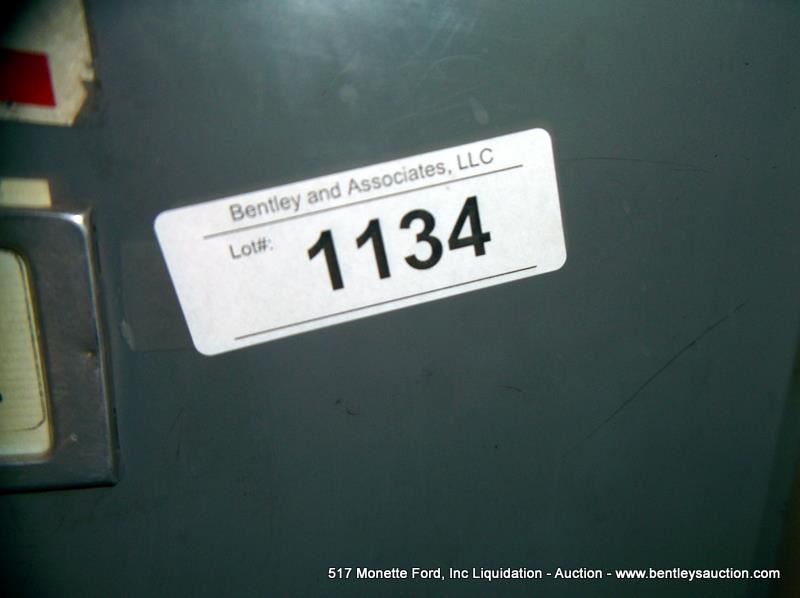 Bentley and Associates, LLC
Lot#: 1134
517 Monette Ford, Inc Liquidation - Auction - www.bentleysauction.com